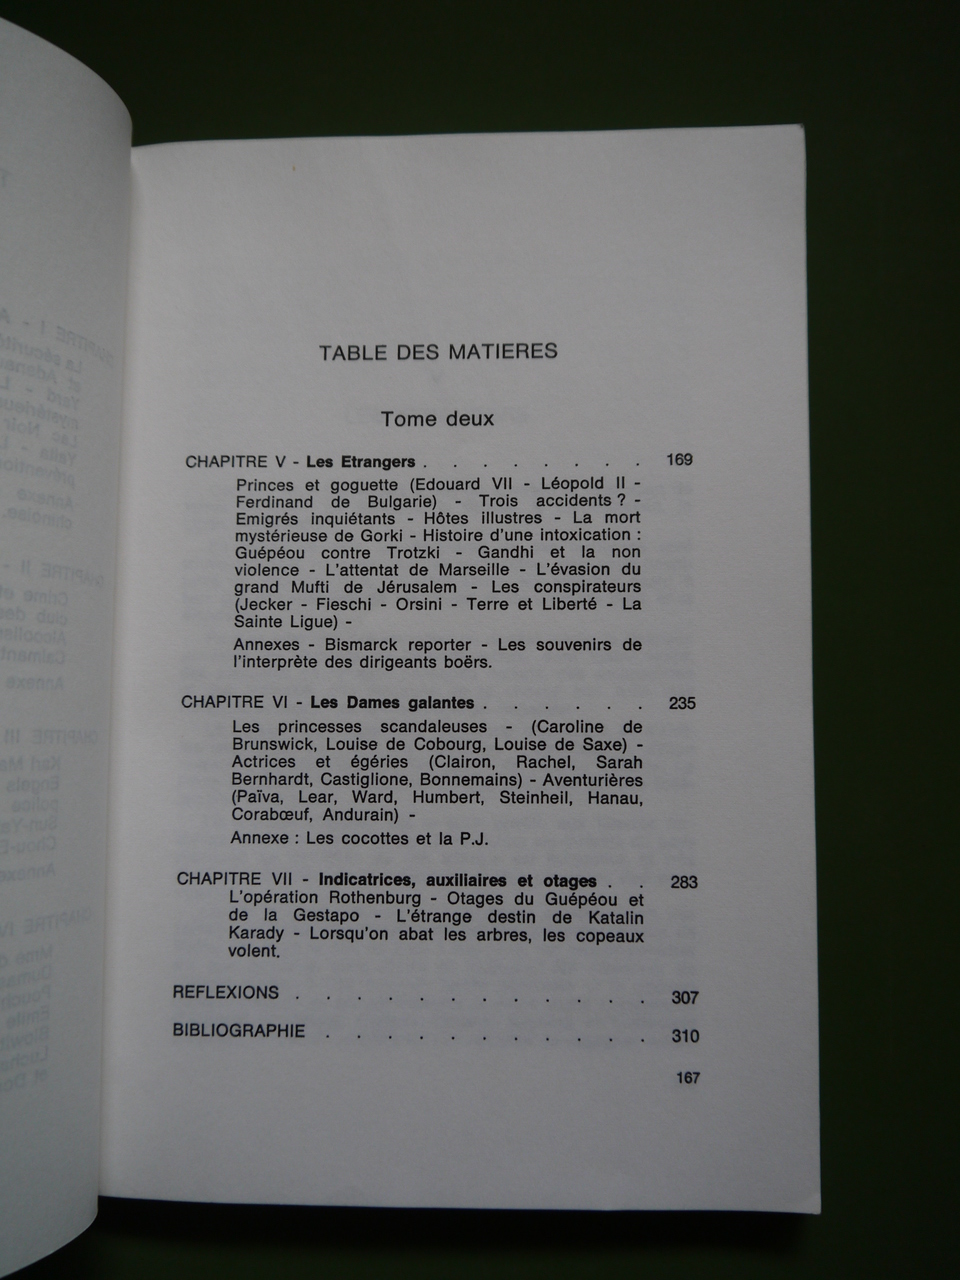 TABLE DES MATIERES
Tome deux
CHAPITRE V - Les Etrangers . . . . . . . . 169
Princes et goguette (Edouard VII - Léopold II -
Ferdinand de Bulgarie) - Trois accidents ? -
Emigrés inquiétants - Hôtes illustres - La mort
mystérieuse de Gorki - Histoire d'une intoxication :
Guépéou contre Trotzki - Gandhi et la non
violence - L'attentat de Marseille - L'évasion du
grand Mufti de Jérusalem - Les conspirateurs
(Jecker - Fieschi - Orsini - Terre et Liberté - La
Sainte Ligue) -
Annexes - Bismarck reporter - Les souvenirs de
l'interprète des dirigeants boërs.
CHAPITRE VI - Les Dames galantes . . . . . . 235
Les princesses scandaleuses - (Caroline de
Brunswick, Louise de Cobourg, Louise de Saxe) -
Actrices et égéries (Clairon, Rachel, Sarah
Bernhardt, Castiglione, Bonnemains) - Aventurières
(Païva, Lear, Ward, Humbert, Steinheil, Hanau,
Corabœuf, Andurain) -
Annexe : Les cocottes et la P.J.
CHAPITRE VII - Indicatrices, auxiliaires et otages . . 283
L'opération Rothenburg - Otages du Guépéou et
de la Gestapo - L'étrange destin de Katalin
Karady - Lorsqu'on abat les arbres, les copeaux
volent.
REFLEXIONS . . . . . . . . . . . . 307
BIBLIOGRAPHIE . . . . . . . . . . . 310
167